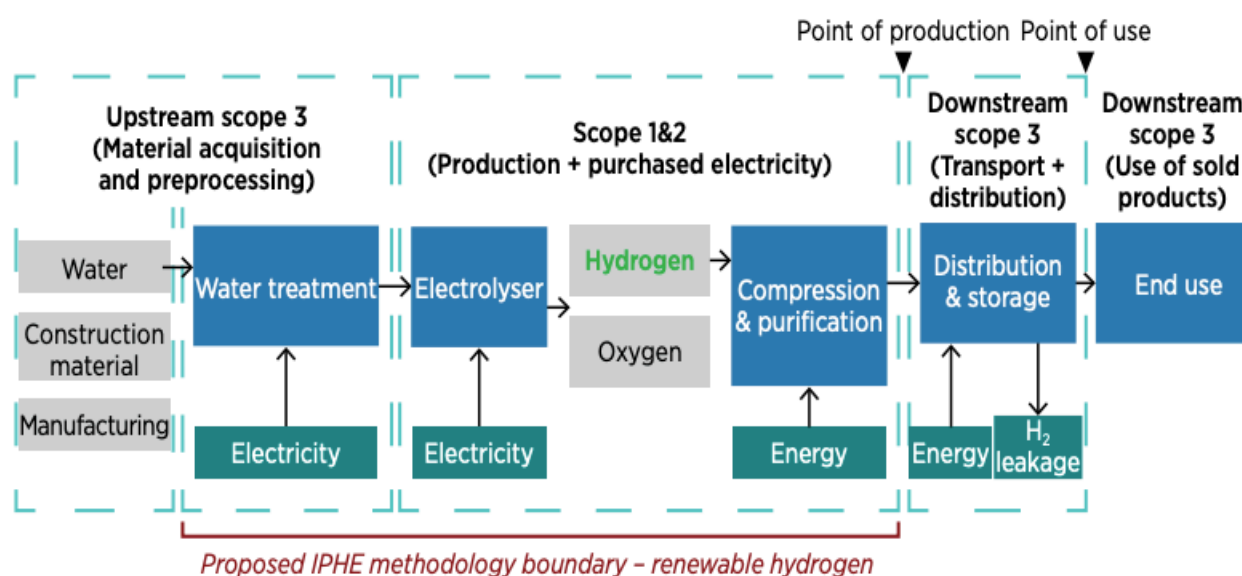 Point of production
Point of use
Upstream scope 3
(Material acquisition
and preprocessing)
Scope 1&2
(Production + purchased electricity)
Downstream
scope 3
(Transport +
distribution)
Downstream
scope 3
(Use of sold
products)
Water
Construction
material
Manufacturing
Water treatment
Electricity
Electrolyser
Electricity
Hydrogen
Oxygen
Compression
& purification
Energy
Distribution
& storage
Energy
H₂
leakage
End use
Proposed IPHE methodology boundary – renewable hydrogen